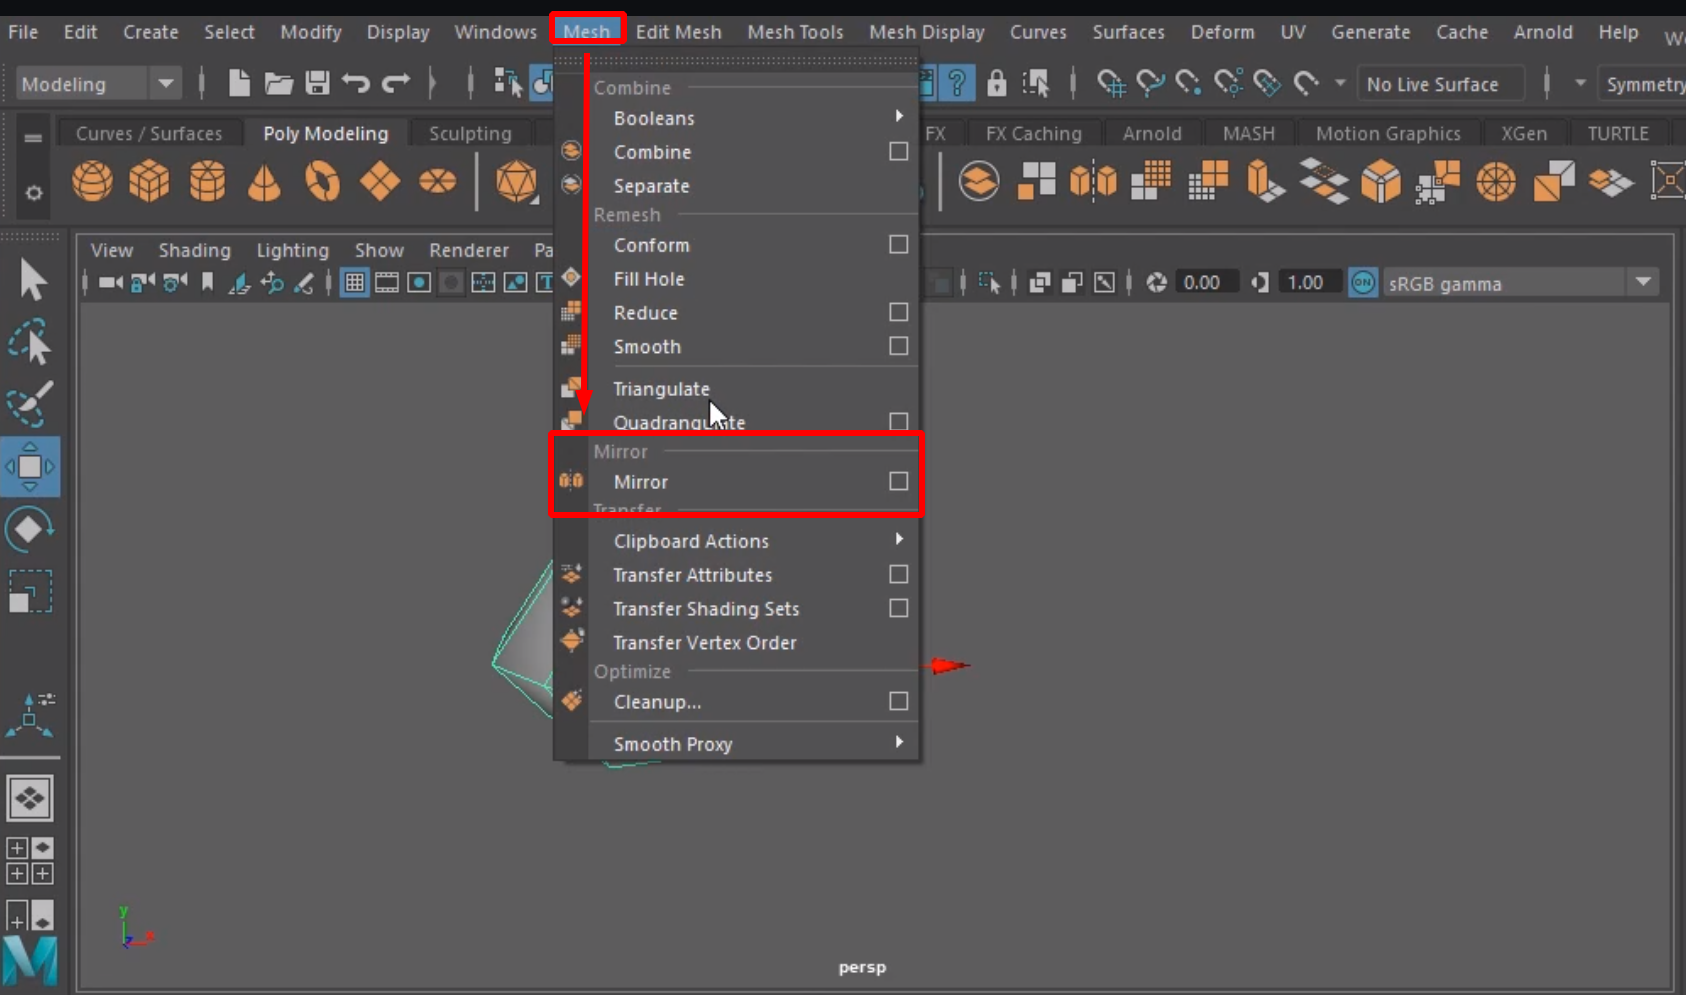 File Edit Create Select Modify Display Windows Mesh Edit Mesh Mesh Tools Mesh Display Curves Surfaces Deform UV Generate Cache Arnold Help
Modeling No Live Surface Symmetry
Curves / Surfaces Poly Modeling Sculpting FX FX Caching Arnold MASH Motion Graphics XGen TURTLE
View Shading Lighting Show Renderer
0.00 1.00 ON sRGB gamma
Combine
Booleans
Combine
Separate
Remesh
Conform
Fill Hole
Reduce
Smooth
Triangulate
Quadrangulate
Mirror
Mirror
Transfer
Clipboard Actions
Transfer Attributes
Transfer Shading Sets
Transfer Vertex Order
Optimize
Cleanup...
Smooth Proxy
y
z x
persp